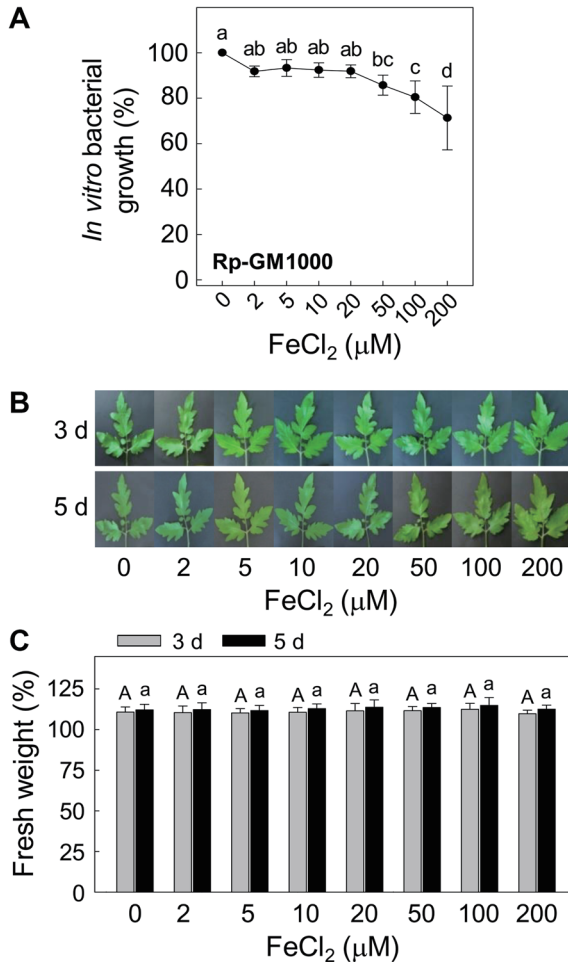 A
In vitro bacterial
growth (%)
100
80
60
40
20
0
a ab ab ab ab bc c d
Rp-GM1000
0 2 5 10 20 50 100 200
FeCl₂ (μM)
B
3 d
5 d
0 2 5 10 20 50 100 200
FeCl₂ (μM)
C
3 d 5 d
Fresh weight (%)
125
100
75
50
25
0
A a A a A a A a A a A a A a A a
0 2 5 10 20 50 100 200
FeCl₂ (μM)